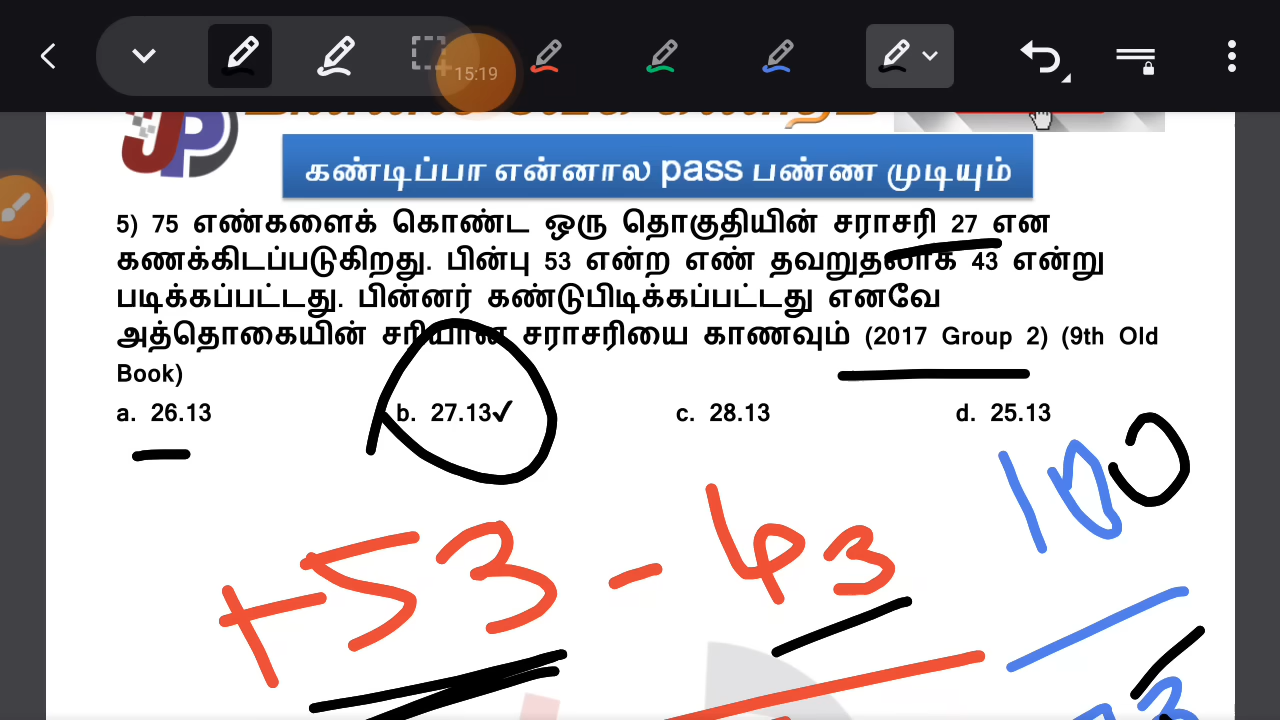 15:19
JP
கண்டிப்பா என்னால pass பண்ண முடியும்
5) 75 எண்களைக் கொண்ட ஒரு தொகுதியின் சராசரி 27 என
கணக்கிடப்படுகிறது. பின்பு 53 என்ற எண் தவறுதலாக 43 என்று
படிக்கப்பட்டது. பின்னர் கண்டுபிடிக்கப்பட்டது எனவே
அத்தொகையின் சரியான சராசரியை காணவும் (2017 Group 2) (9th Old
Book)
a. 26.13 b. 27.13✓ c. 28.13 d. 25.13
100
+53 - 43